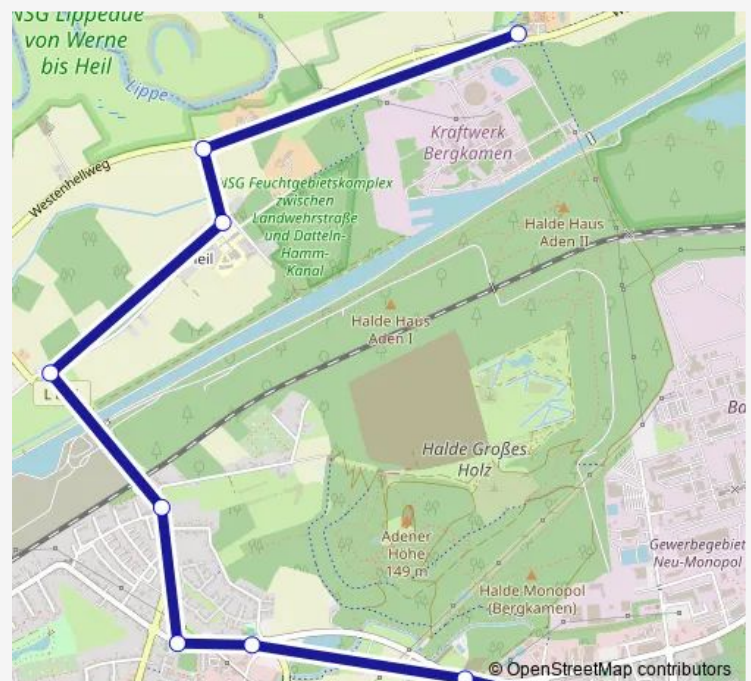 NSG Lippeaue
von Werne
bis Heil
Lippe
Kraftwerk
Bergkamen
Westenhellweg
NSG Feuchtgebietskomplex
zwischen
Landwehrstraße
und Datteln-
Hamm-
Kanal
Halde Haus
Aden II
Halde Haus
Aden I
Halde Großes
Holz
Adener
Höhe
149 m
Gewerbegebiet
Neu-Monopol
Halde Monopol
(Bergkamen)
© OpenStreetMap contributors